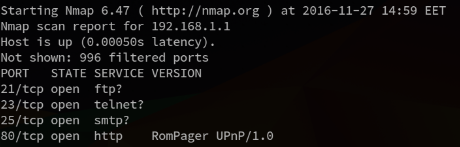 Starting Nmap 6.47 ( http://nmap.org ) at 2016-11-27 14:59 EET
Nmap scan report for 192.168.1.1
Host is up (0.00050s latency).
Not shown: 996 filtered ports
PORT   STATE SERVICE VERSION
21/tcp open  ftp?
23/tcp open  telnet?
25/tcp open  smtp?
80/tcp open  http    RomPager UPnP/1.0